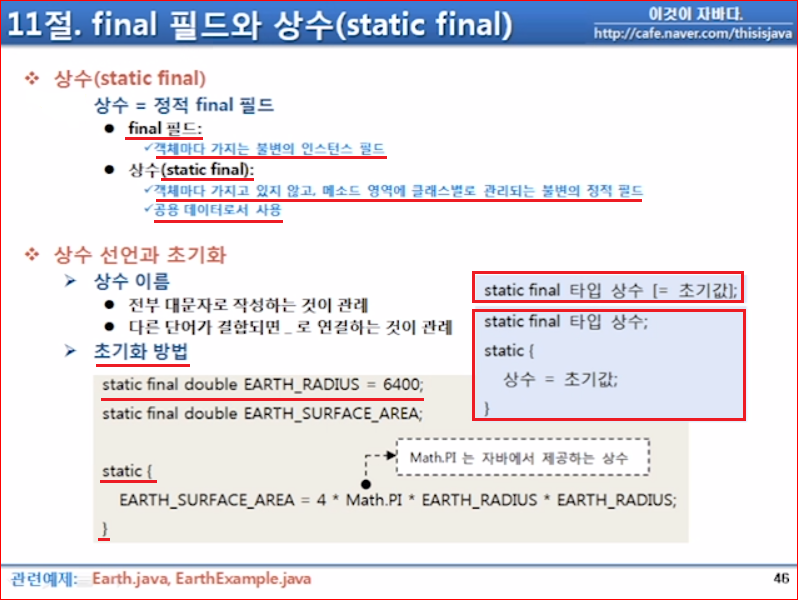 11절. final 필드와 상수(static final)
이것이 자바다.
http://cafe.naver.com/thisisjava
상수(static final)
상수 = 정적 final 필드
final 필드:
객체마다 가지는 불변의 인스턴스 필드
상수(static final):
객체마다 가지고 있지 않고, 메소드 영역에 클래스별로 관리되는 불변의 정적 필드
공용 데이터로서 사용
상수 선언과 초기화
상수 이름
전부 대문자로 작성하는 것이 관례
다른 단어가 결합되면 _ 로 연결하는 것이 관례
static final 타입 상수 [= 초기값];
static final 타입 상수;
static {
상수 = 초기값;
}
초기화 방법
static final double EARTH_RADIUS = 6400;
static final double EARTH_SURFACE_AREA;
static {
Math.PI 는 자바에서 제공하는 상수
EARTH_SURFACE_AREA = 4 * Math.PI * EARTH_RADIUS * EARTH_RADIUS;
}
관련예제: Earth.java, EarthExample.java
46